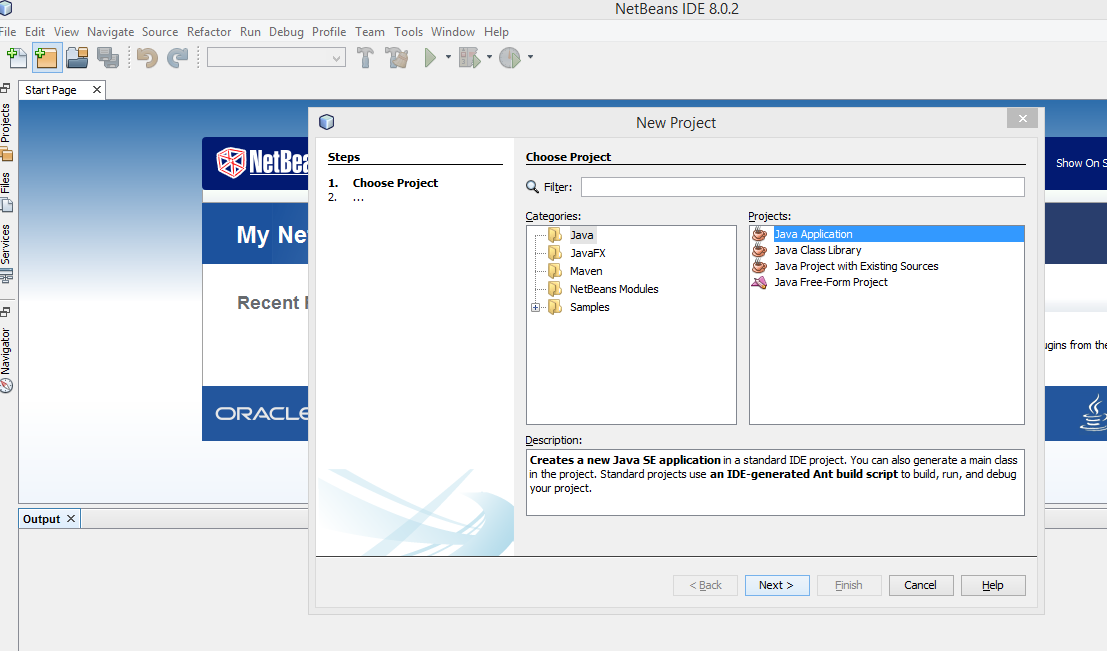 NetBeans IDE 8.0.2
File Edit View Navigate Source Refactor Run Debug Profile Team Tools Window Help
Start Page
Projects
Files
Services
Navigator
My Ne
Recent
ORACLE
Show On S
ugins from the
New Project
Steps
1. Choose Project
2. ...
Choose Project
Filter:
Categories:
Java
JavaFX
Maven
NetBeans Modules
Samples
Projects:
Java Application
Java Class Library
Java Project with Existing Sources
Java Free-Form Project
Description:
Creates a new Java SE application in a standard IDE project. You can also generate a main class
in the project. Standard projects use an IDE-generated Ant build script to build, run, and debug
your project.
< Back Next > Finish Cancel Help
Output